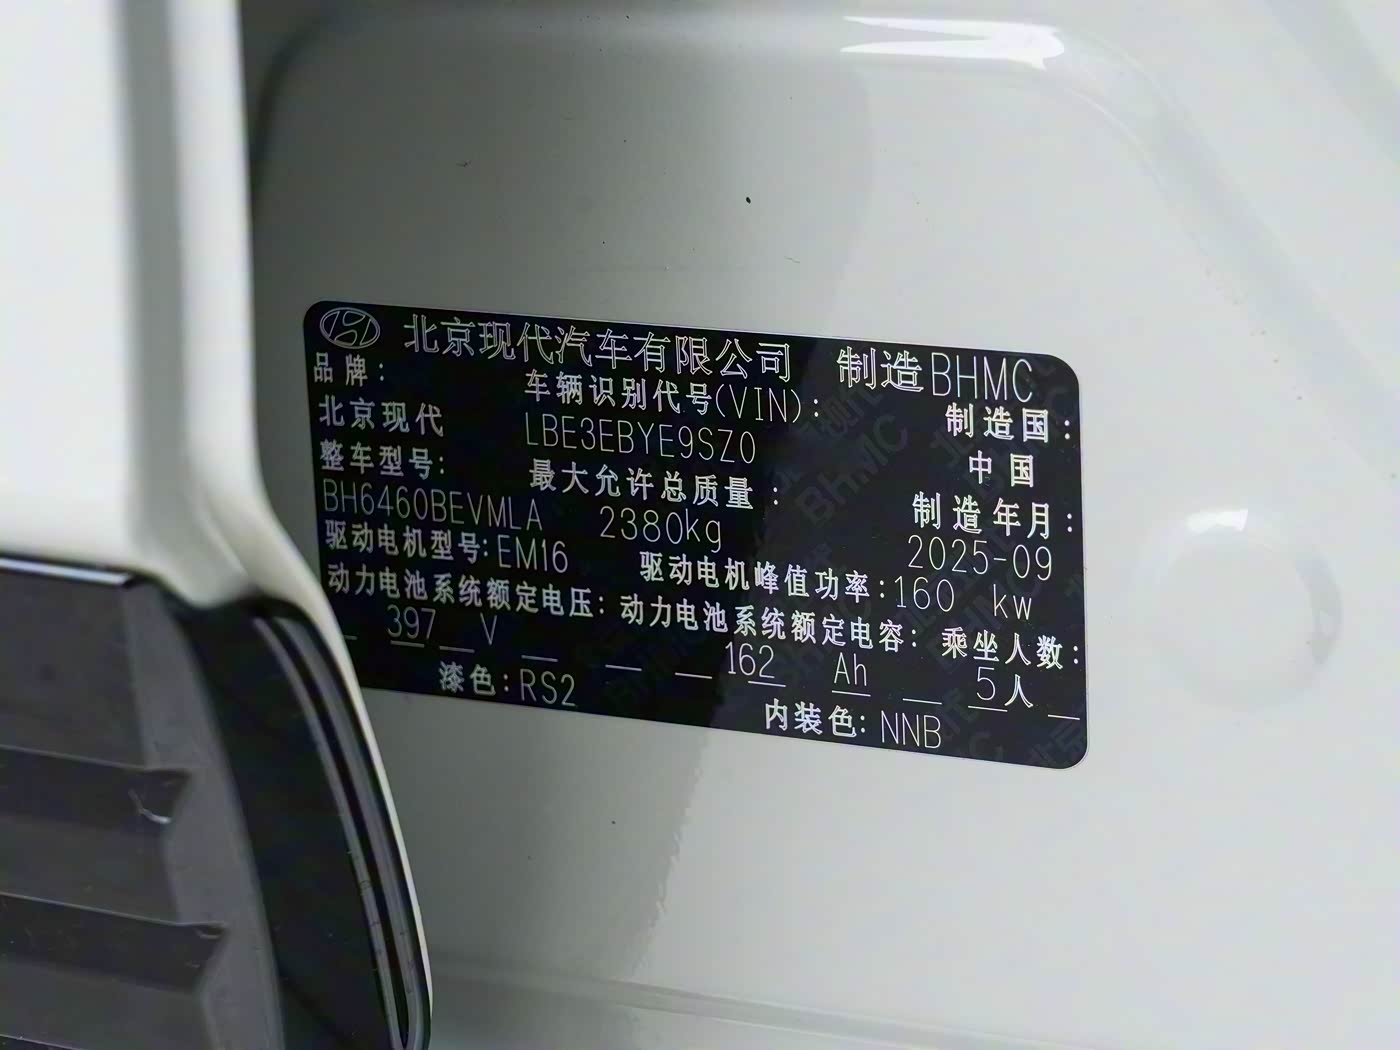 北京现代汽车有限公司 制造BHMC
品牌： 车辆识别代号(VIN)： 制造国：
北京现代 LBE3EBYE9SZ0 中国
整车型号： 最大允许总质量： 制造年月：
BH6460BEVMLA 2380kg 2025-09
驱动电机型号：EM16 驱动电机峰值功率：160 kw
动力电池系统额定电压： 动力电池系统额定电容： 乘坐人数：
397 V 162 Ah 5人
漆色：RS2 内装色：NNB